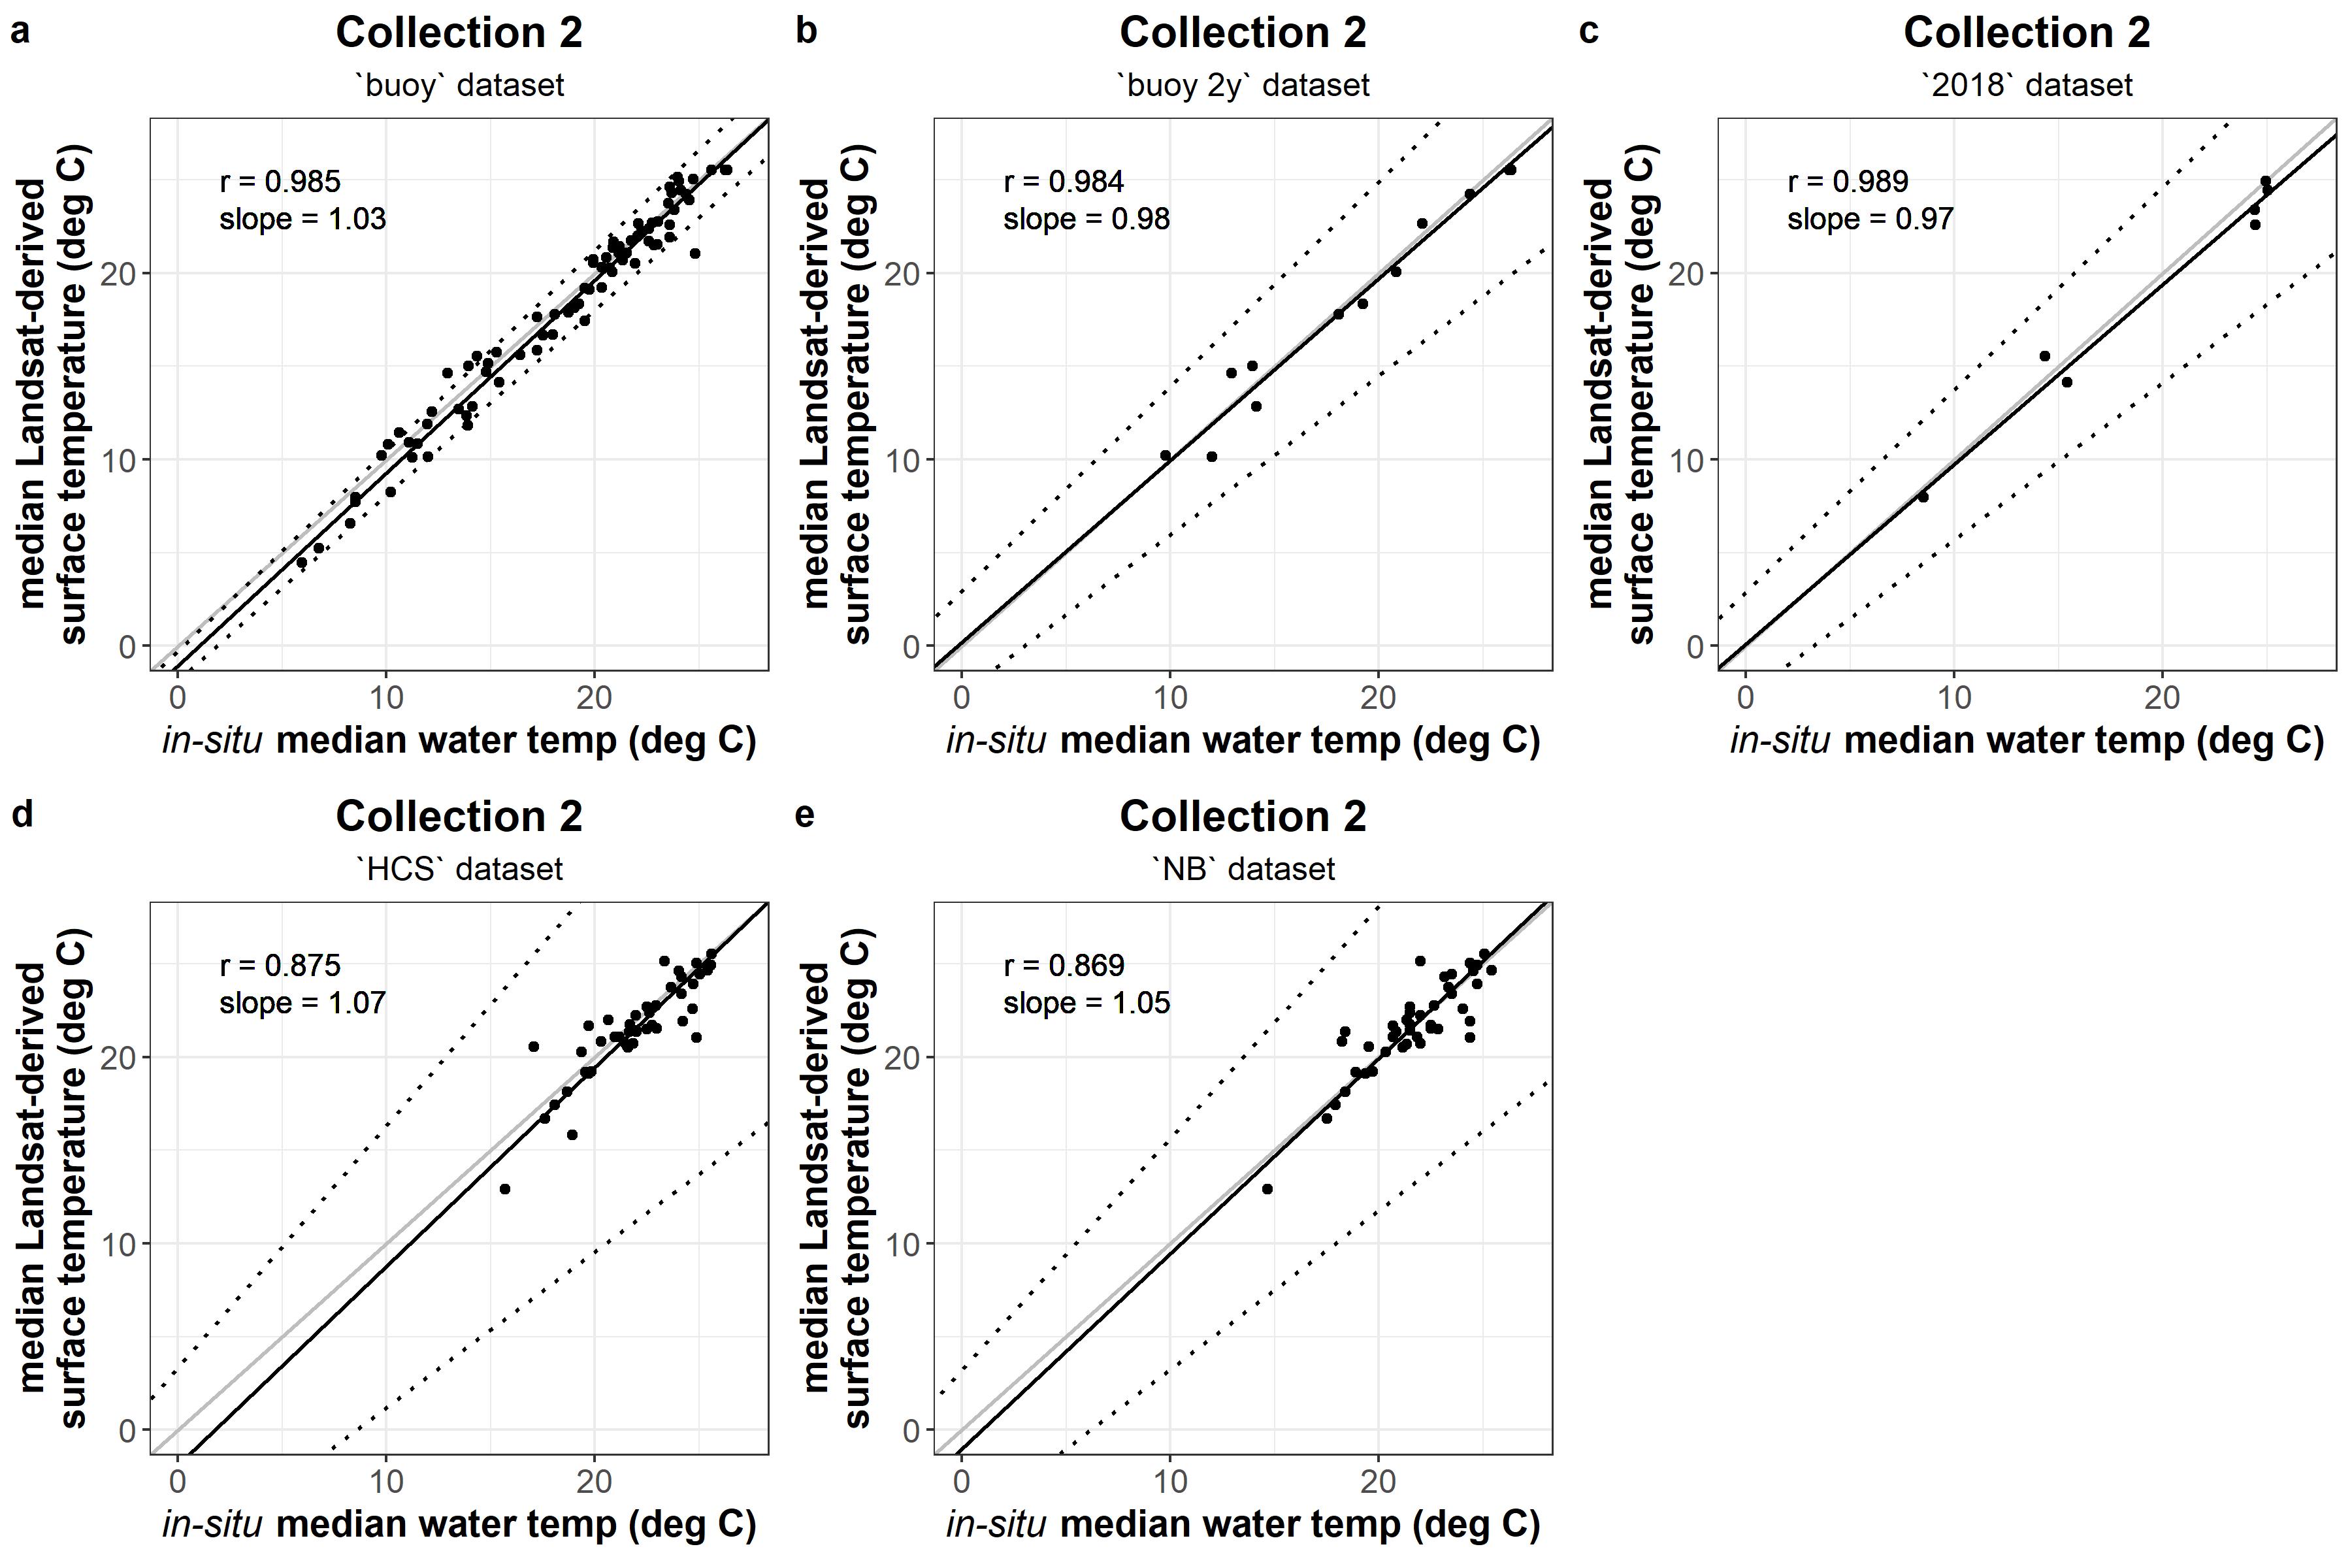 a
Collection 2
`buoy` dataset
r = 0.985
slope = 1.03
median Landsat-derived
surface temperature (deg C)
20
10
0
0 10 20
in-situ median water temp (deg C)
b
Collection 2
`buoy 2y` dataset
r = 0.984
slope = 0.98
median Landsat-derived
surface temperature (deg C)
20
10
0
0 10 20
in-situ median water temp (deg C)
c
Collection 2
`2018` dataset
r = 0.989
slope = 0.97
median Landsat-derived
surface temperature (deg C)
20
10
0
0 10 20
in-situ median water temp (deg C)
d
Collection 2
`HCS` dataset
r = 0.875
slope = 1.07
median Landsat-derived
surface temperature (deg C)
20
10
0
0 10 20
in-situ median water temp (deg C)
e
Collection 2
`NB` dataset
r = 0.869
slope = 1.05
median Landsat-derived
surface temperature (deg C)
20
10
0
0 10 20
in-situ median water temp (deg C)